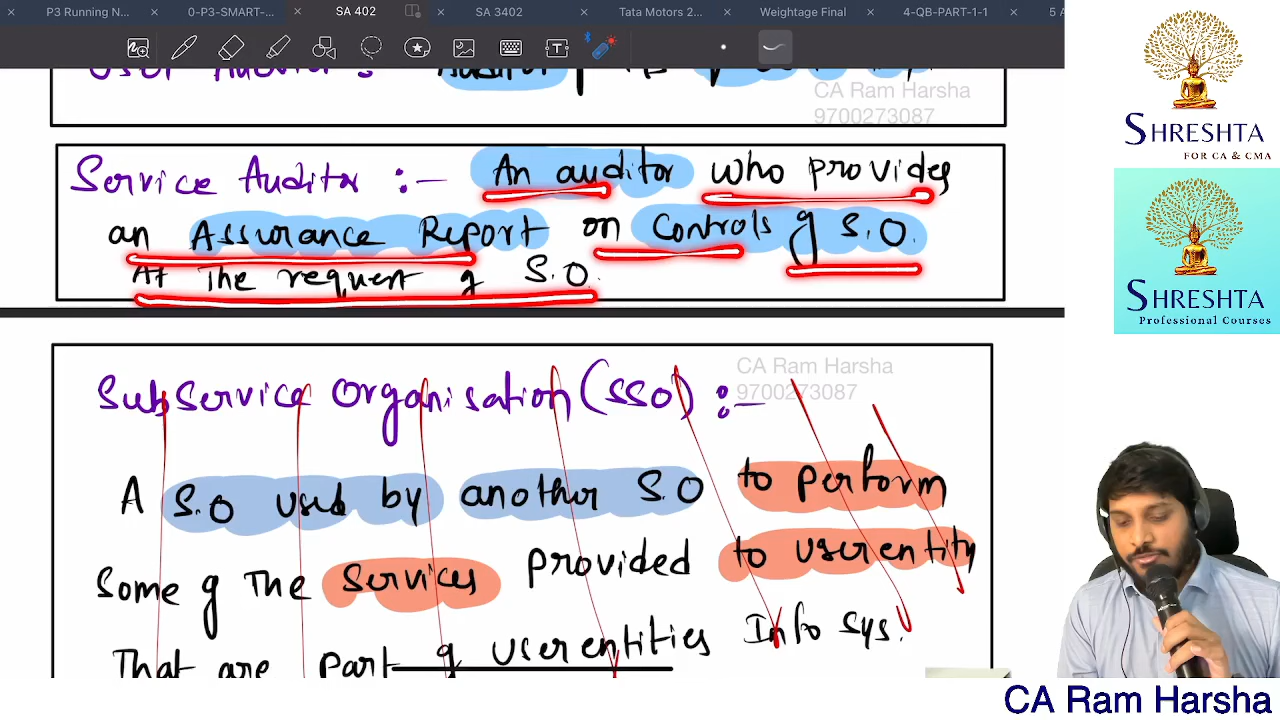 P3 Running N...
0-P3-SMART-...
SA 402
SA 3402
Tata Motors 2...
Weightage Final
4-QB-PART-1-1
5
CA Ram Harsha
9700273087
Service Auditor :- An auditor who provides
an Assurance Report on Controls of S.O.
At The request of S.O.
CA Ram Harsha
9700273087
SubService Organisation (SSO) :-
A S.O used by another S.O to perform
Some of The Services provided to user entity
That are part of user entities Info sys.
SHRESHTA
FOR CA & CMA
SHRESHTA
Professional Courses
CA Ram Harsha